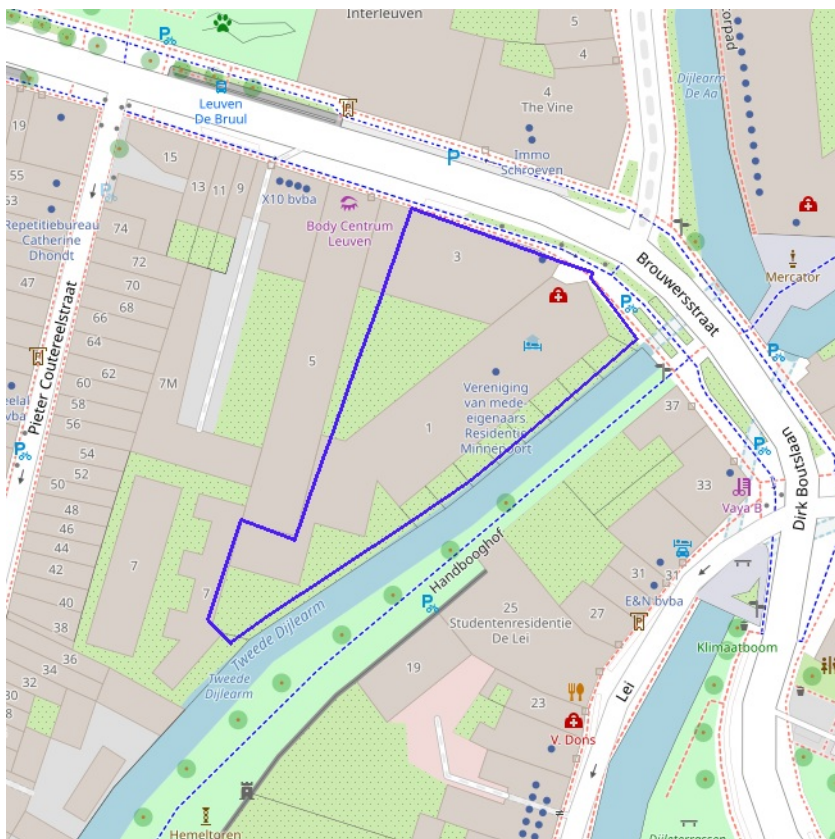 Interleuven
5
4
4
The Vine
Dijlearm
De Aa
Leuven
De Bruul
P
Immo
Schroeven
19
15
13
11
9
X10 bvba
Body Centrum
Leuven
3
55
53
Repetitiebureau
Catherine
Dhondt
74
72
70
68
66
64
62
60
58
56
54
52
50
48
46
44
42
40
38
36
34
32
30
47
7M
5
Pieter Coutereelstraat
Brouwersstraat
Mercator
Vereniging
van mede-
eigenaars
Residentie
Minnepoort
1
37
33
Vaya B
Dirk Boutslaan
7
7
Handbooghof
Tweede Dijlearm
Tweede
Dijlearm
31
31
E&N bvba
27
25
Studentenresidentie
De Lei
Klimaatboom
19
23
Lei
V. Dons
Hemeltoren
Dijleterrassen